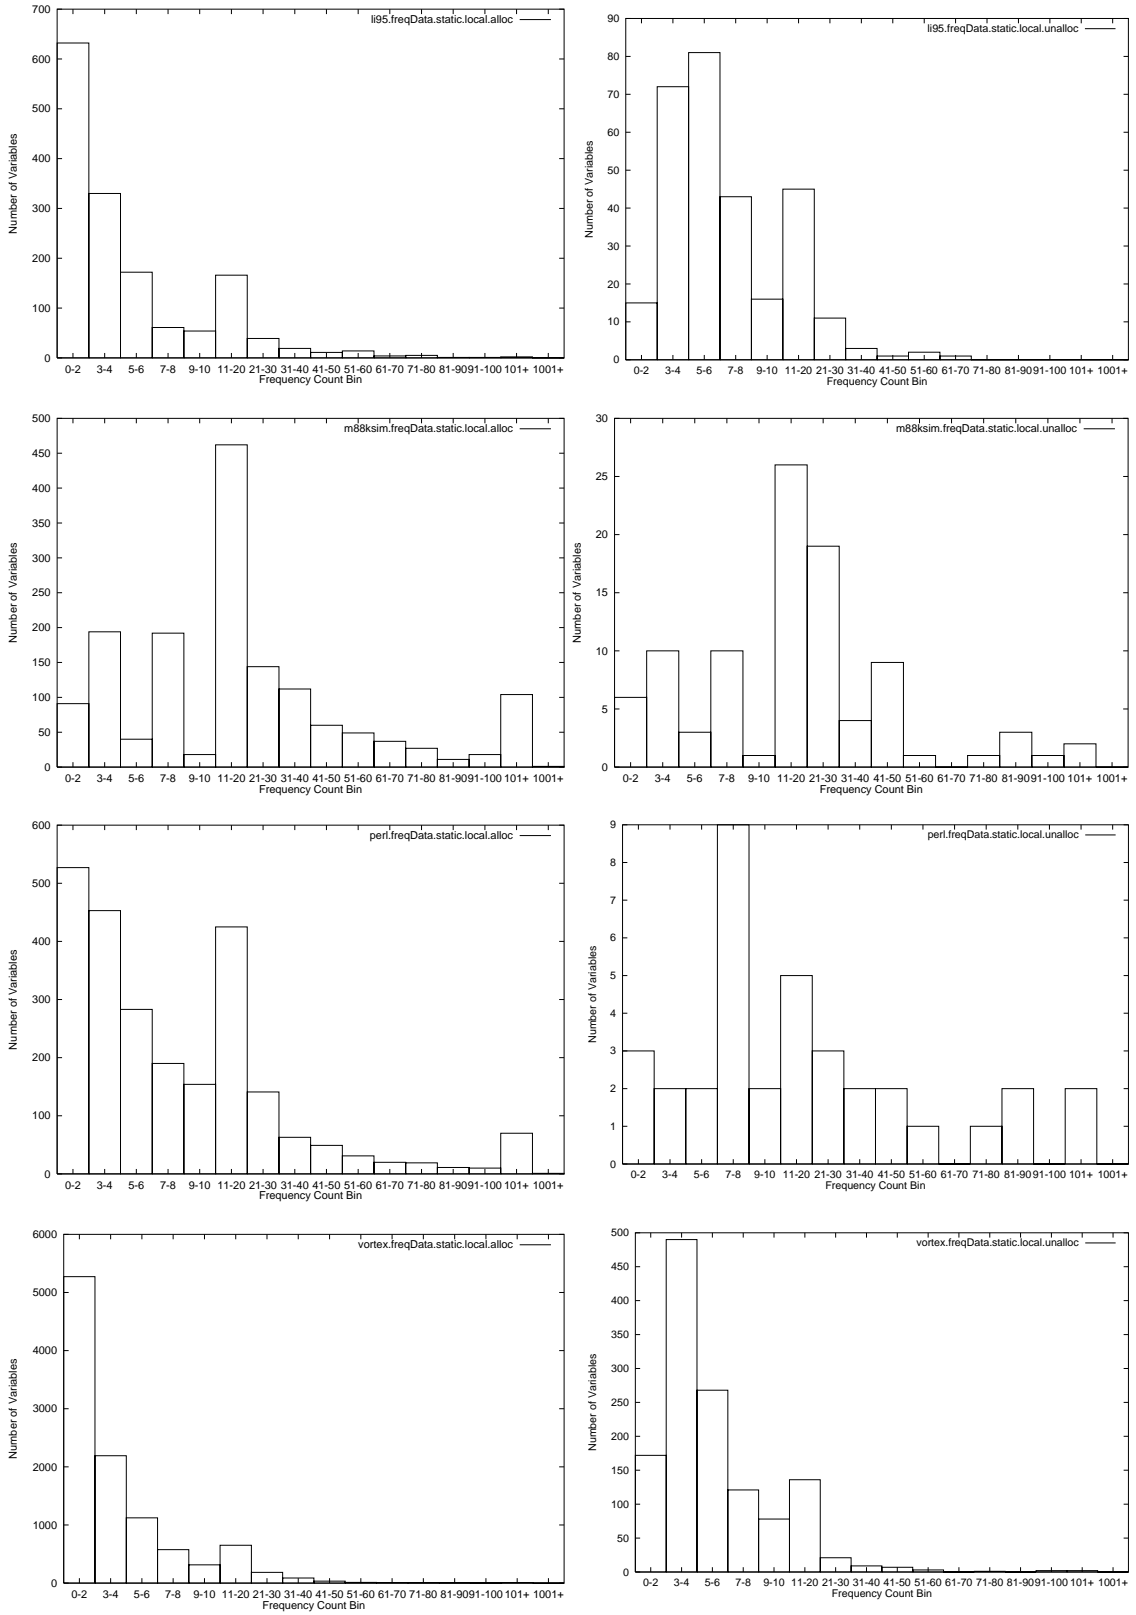 li95.freqData.static.local.alloc
700
600
500
400
300
200
100
0
Number of Variables
0-2 3-4 5-6 7-8 9-10 11-20 21-30 31-40 41-50 51-60 61-70 71-80 81-90 91-100 101+ 1001+
Frequency Count Bin
li95.freqData.static.local.unalloc
90
80
70
60
50
40
30
20
10
0
Number of Variables
0-2 3-4 5-6 7-8 9-10 11-20 21-30 31-40 41-50 51-60 61-70 71-80 81-90 91-100 101+ 1001+
Frequency Count Bin
m88ksim.freqData.static.local.alloc
500
450
400
350
300
250
200
150
100
50
0
Number of Variables
0-2 3-4 5-6 7-8 9-10 11-20 21-30 31-40 41-50 51-60 61-70 71-80 81-90 91-100 101+ 1001+
Frequency Count Bin
m88ksim.freqData.static.local.unalloc
30
25
20
15
10
5
0
Number of Variables
0-2 3-4 5-6 7-8 9-10 11-20 21-30 31-40 41-50 51-60 61-70 71-80 81-90 91-100 101+ 1001+
Frequency Count Bin
perl.freqData.static.local.alloc
600
500
400
300
200
100
0
Number of Variables
0-2 3-4 5-6 7-8 9-10 11-20 21-30 31-40 41-50 51-60 61-70 71-80 81-90 91-100 101+ 1001+
Frequency Count Bin
perl.freqData.static.local.unalloc
9
8
7
6
5
4
3
2
1
0
Number of Variables
0-2 3-4 5-6 7-8 9-10 11-20 21-30 31-40 41-50 51-60 61-70 71-80 81-90 91-100 101+ 1001+
Frequency Count Bin
vortex.freqData.static.local.alloc
6000
5000
4000
3000
2000
1000
0
Number of Variables
0-2 3-4 5-6 7-8 9-10 11-20 21-30 31-40 41-50 51-60 61-70 71-80 81-90 91-100 101+ 1001+
Frequency Count Bin
vortex.freqData.static.local.unalloc
500
450
400
350
300
250
200
150
100
50
0
Number of Variables
0-2 3-4 5-6 7-8 9-10 11-20 21-30 31-40 41-50 51-60 61-70 71-80 81-90 91-100 101+ 1001+
Frequency Count Bin